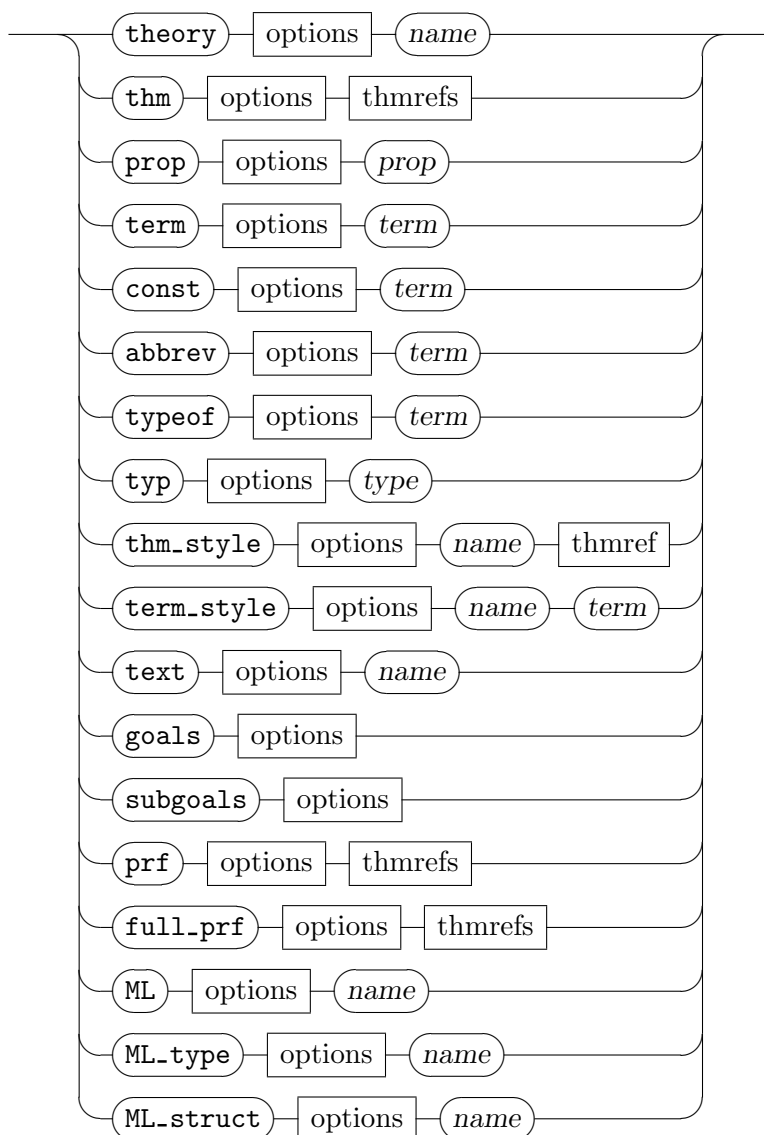 theory options name
thm options thmrefs
prop options prop
term options term
const options term
abbrev options term
typeof options term
typ options type
thm_style options name thmref
term_style options name term
text options name
goals options
subgoals options
prf options thmrefs
full_prf options thmrefs
ML options name
ML_type options name
ML_struct options name